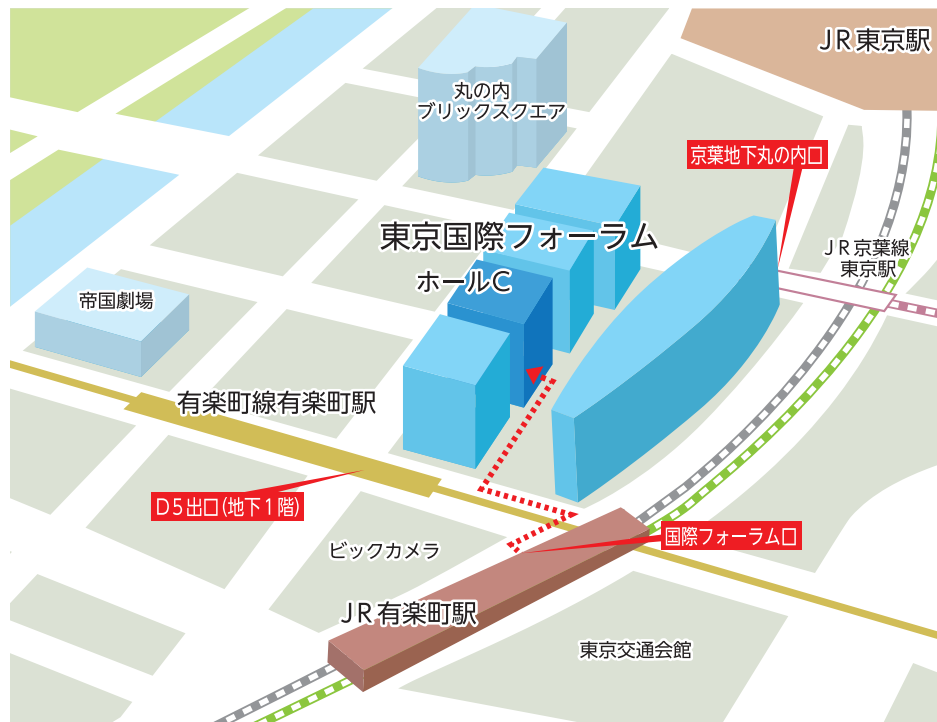 JR東京駅
丸の内
ブリックスクエア
京葉地下丸の内口
東京国際フォーラム
ホールC
JR京葉線
東京駅
帝国劇場
有楽町線有楽町駅
D5出口(地下1階)
国際フォーラム口
ビックカメラ
JR有楽町駅
東京交通会館